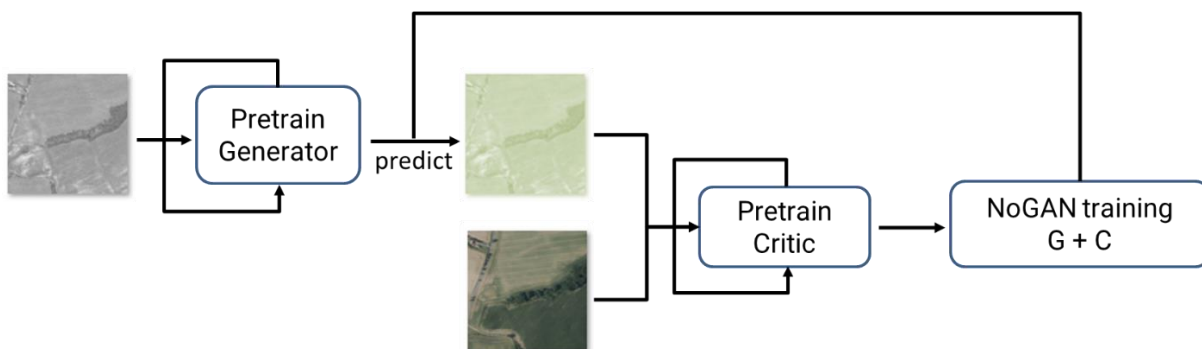 Pretrain
Generator
predict
Pretrain
Critic
NoGAN training
G + C